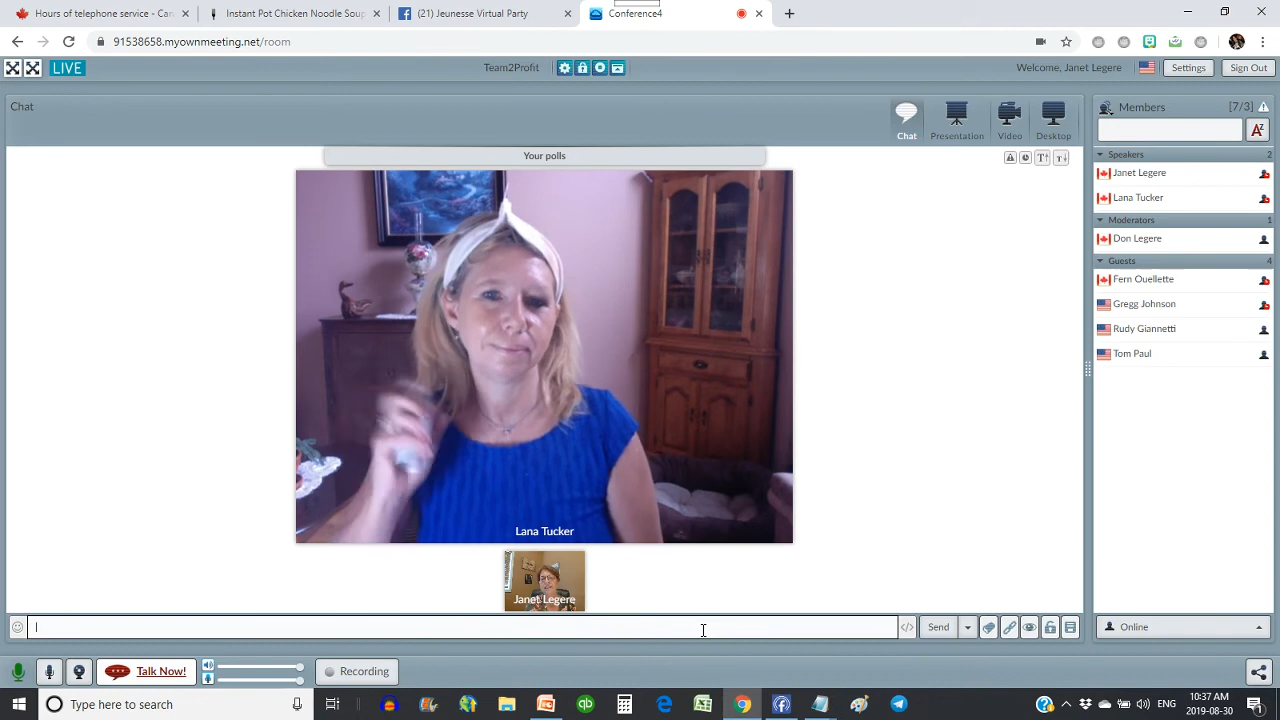 Hours of telephone service - Can
Instant Pot Chicken Noodle Soup
(21) Jeunesse Virtual Party
Conference4
91538658.myownmeeting.net/room
LIVE
Team2Profit
Welcome, Janet Legere
Settings
Sign Out
Chat
Chat
Presentation
Video
Desktop
Members
[7/3]
Your polls
Speakers 2
Janet Legere
Lana Tucker
Moderators 1
Don Legere
Guests 4
Fern Ouellette
Gregg Johnson
Rudy Giannetti
Tom Paul
Lana Tucker
Janet Legere
Send
Online
Talk Now!
Recording
Type here to search
ENG
10:37 AM
2019-08-30